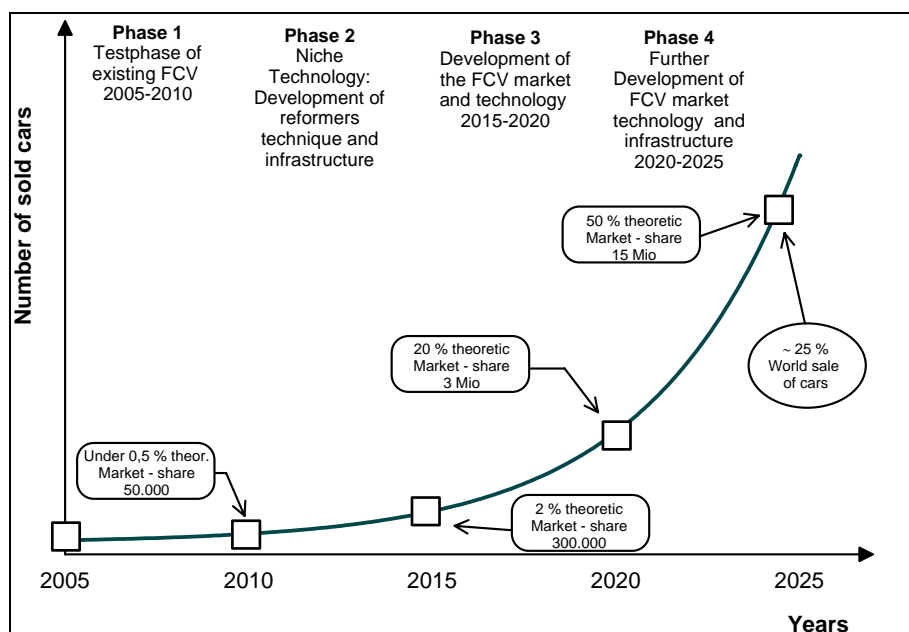 Phase 1
Testphase of
existing FCV
2005-2010
Phase 2
Niche
Technology:
Development of
reformers
technique and
infrastructure
Phase 3
Development of
the FCV market
and technology
2015-2020
Phase 4
Further
Development of
FCV market
technology and
infrastructure
2020-2025
Number of sold cars
50 % theoretic
Market - share
15 Mio
~ 25 %
World sale
of cars
20 % theoretic
Market - share
3 Mio
Under 0,5 % theor.
Market - share
50.000
2 % theoretic
Market - share
300.000
2005
2010
2015
2020
2025
Years